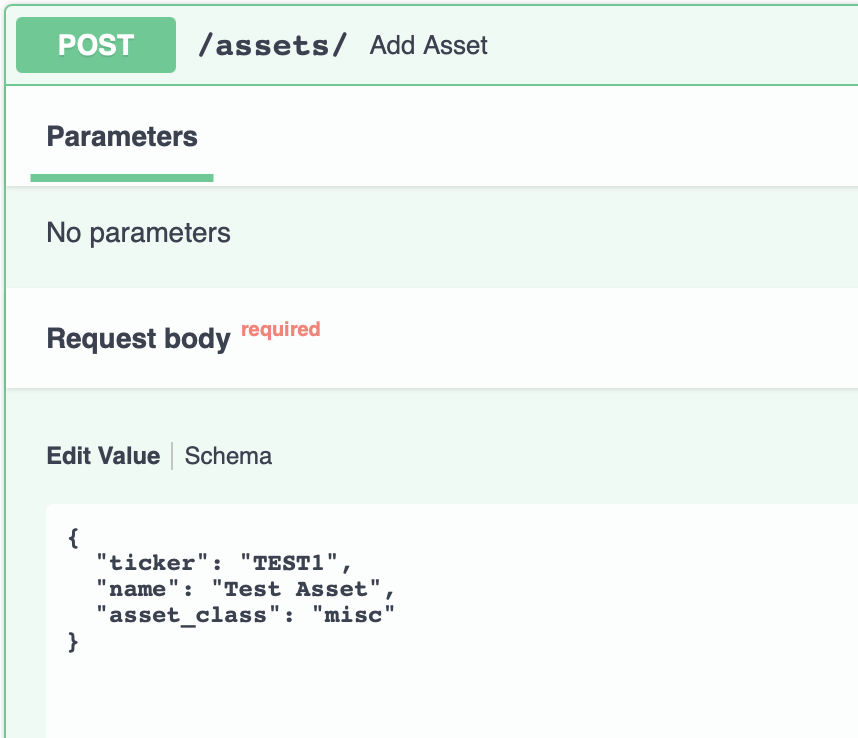 POST /assets/ Add Asset
Parameters
No parameters
Request body required
Edit Value Schema
{
  "ticker": "TEST1",
  "name": "Test Asset",
  "asset_class": "misc"
}